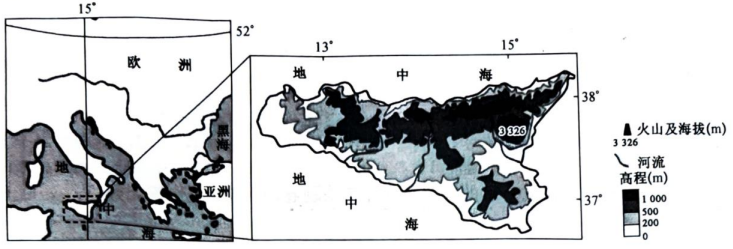 15°
52°
欧 洲
黑海
地
亚洲
中
海
13°
15°
地 中 海
38°
3 326
37°
地
中
海
火山及海拔(m)
3 326
河流
高程(m)
1 000
500
200
0